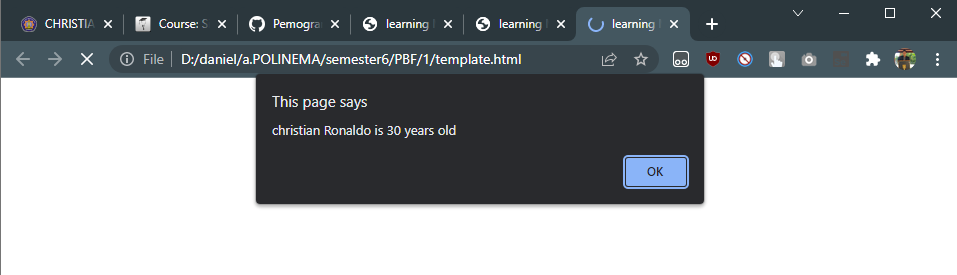 CHRISTIA
Course: S
Pemogra
learning
learning
learning
File
D:/daniel/a.POLINEMA/semester6/PBF/1/template.html
This page says
christian Ronaldo is 30 years old
OK